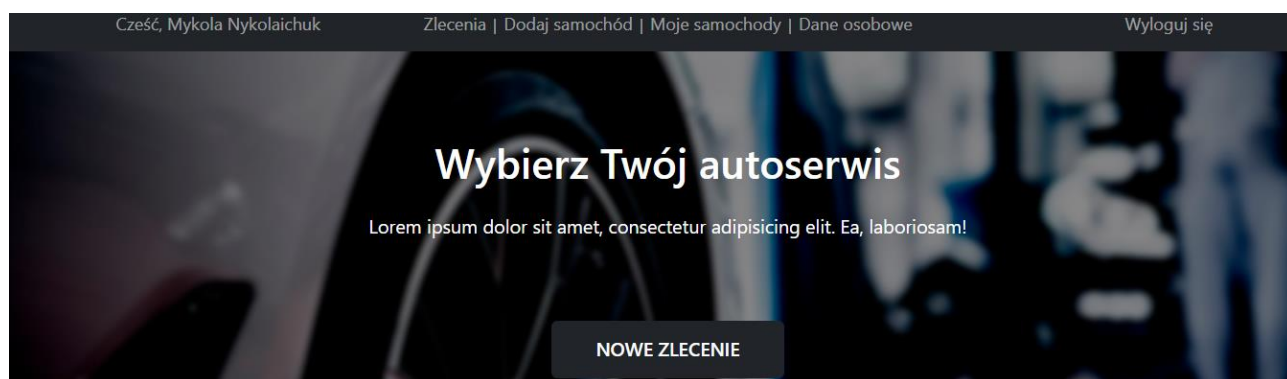 Cześć, Mykola Nykolaichuk
Zlecenia | Dodaj samochód | Moje samochody | Dane osobowe
Wyloguj się
Wybierz Twój autoserwis
Lorem ipsum dolor sit amet, consectetur adipisicing elit. Ea, laboriosam!
NOWE ZLECENIE